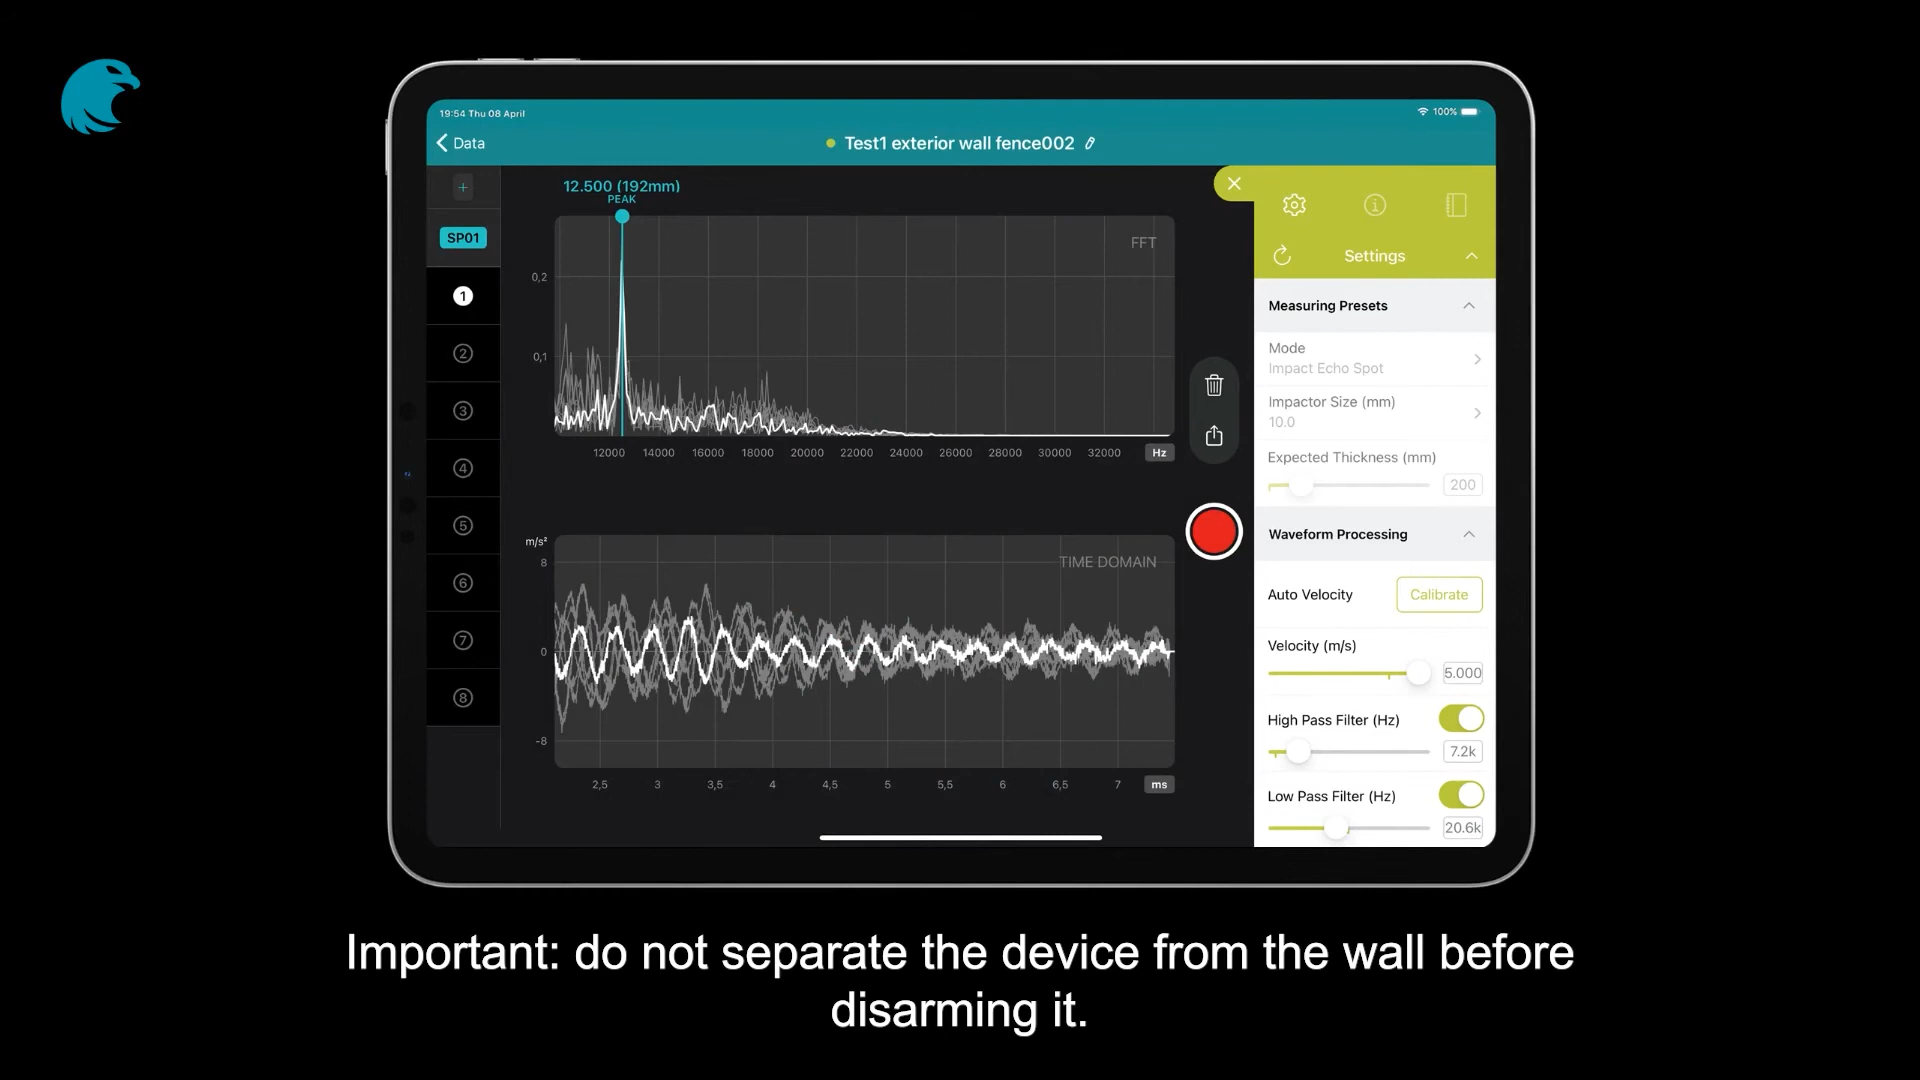 19:54 Thu 08 April
100%
Data
Test1 exterior wall fence002
+
SP01
1
2
3
4
5
6
7
8
12.500 (192mm)
PEAK
FFT
0,2
0,1
12000 14000 16000 18000 20000 22000 24000 26000 28000 30000 32000 Hz
m/s²
TIME DOMAIN
8
0
-8
2,5 3 3,5 4 4,5 5 5,5 6 6,5 7 ms
Settings
Measuring Presets
Mode
Impact Echo Spot
Impactor Size (mm)
10.0
Expected Thickness (mm)
200
Waveform Processing
Auto Velocity Calibrate
Velocity (m/s)
5.000
High Pass Filter (Hz)
7.2k
Low Pass Filter (Hz)
20.6k
Important: do not separate the device from the wall before
disarming it.